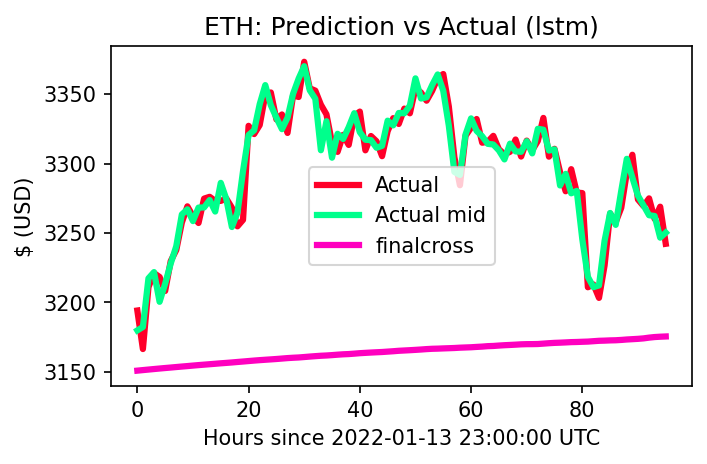 ETH: Prediction vs Actual (lstm)
$ (USD)
3350
3300
3250
3200
3150
Actual
Actual mid
finalcross
0 20 40 60 80
Hours since 2022-01-13 23:00:00 UTC